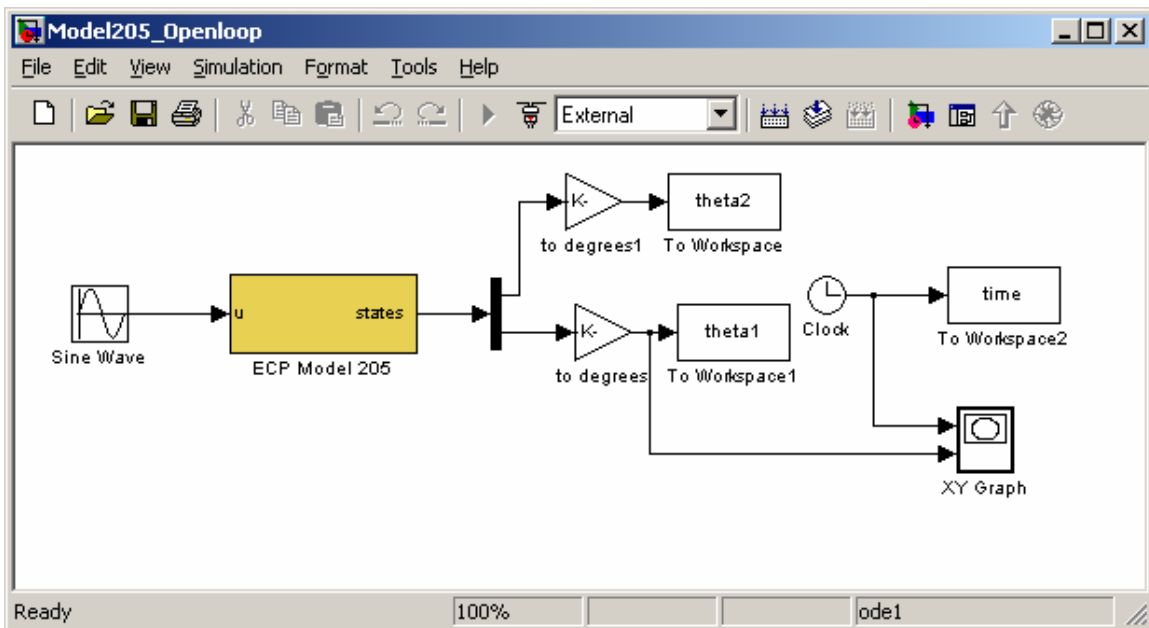 Model205_Openloop
File Edit View Simulation Format Tools Help
External
K-
theta2
to degrees1
To Workspace
Sine Wave
u
states
ECP Model 205
K-
theta1
to degrees
To Workspace1
Clock
time
To Workspace2
XY Graph
Ready
100%
ode1